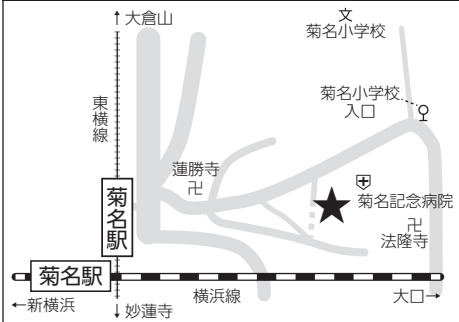 ↑大倉山
文
菊名小学校
菊名小学校
入口
東横線
蓮勝寺
卍
菊名記念病院
卍
法隆寺
菊名駅
菊名駅
←新横浜
横浜線
大口→
↓妙蓮寺